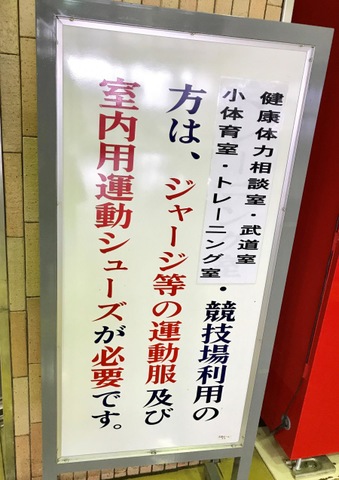 健康体力相談室・武道室
小体育室・トレーニング室・競技場利用の
方は、ジャージ等の運動服及び
室内用運動シューズが必要です。